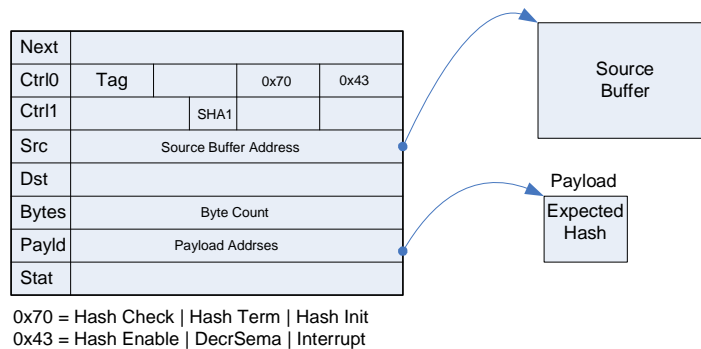 Next
Ctrl0 Tag 0x70 0x43
Ctrl1 SHA1
Src Source Buffer Address
Dst
Bytes Byte Count
Payld Payload Addrses
Stat
Source
Buffer
Payload
Expected
Hash
0x70 = Hash Check | Hash Term | Hash Init
0x43 = Hash Enable | DecrSema | Interrupt